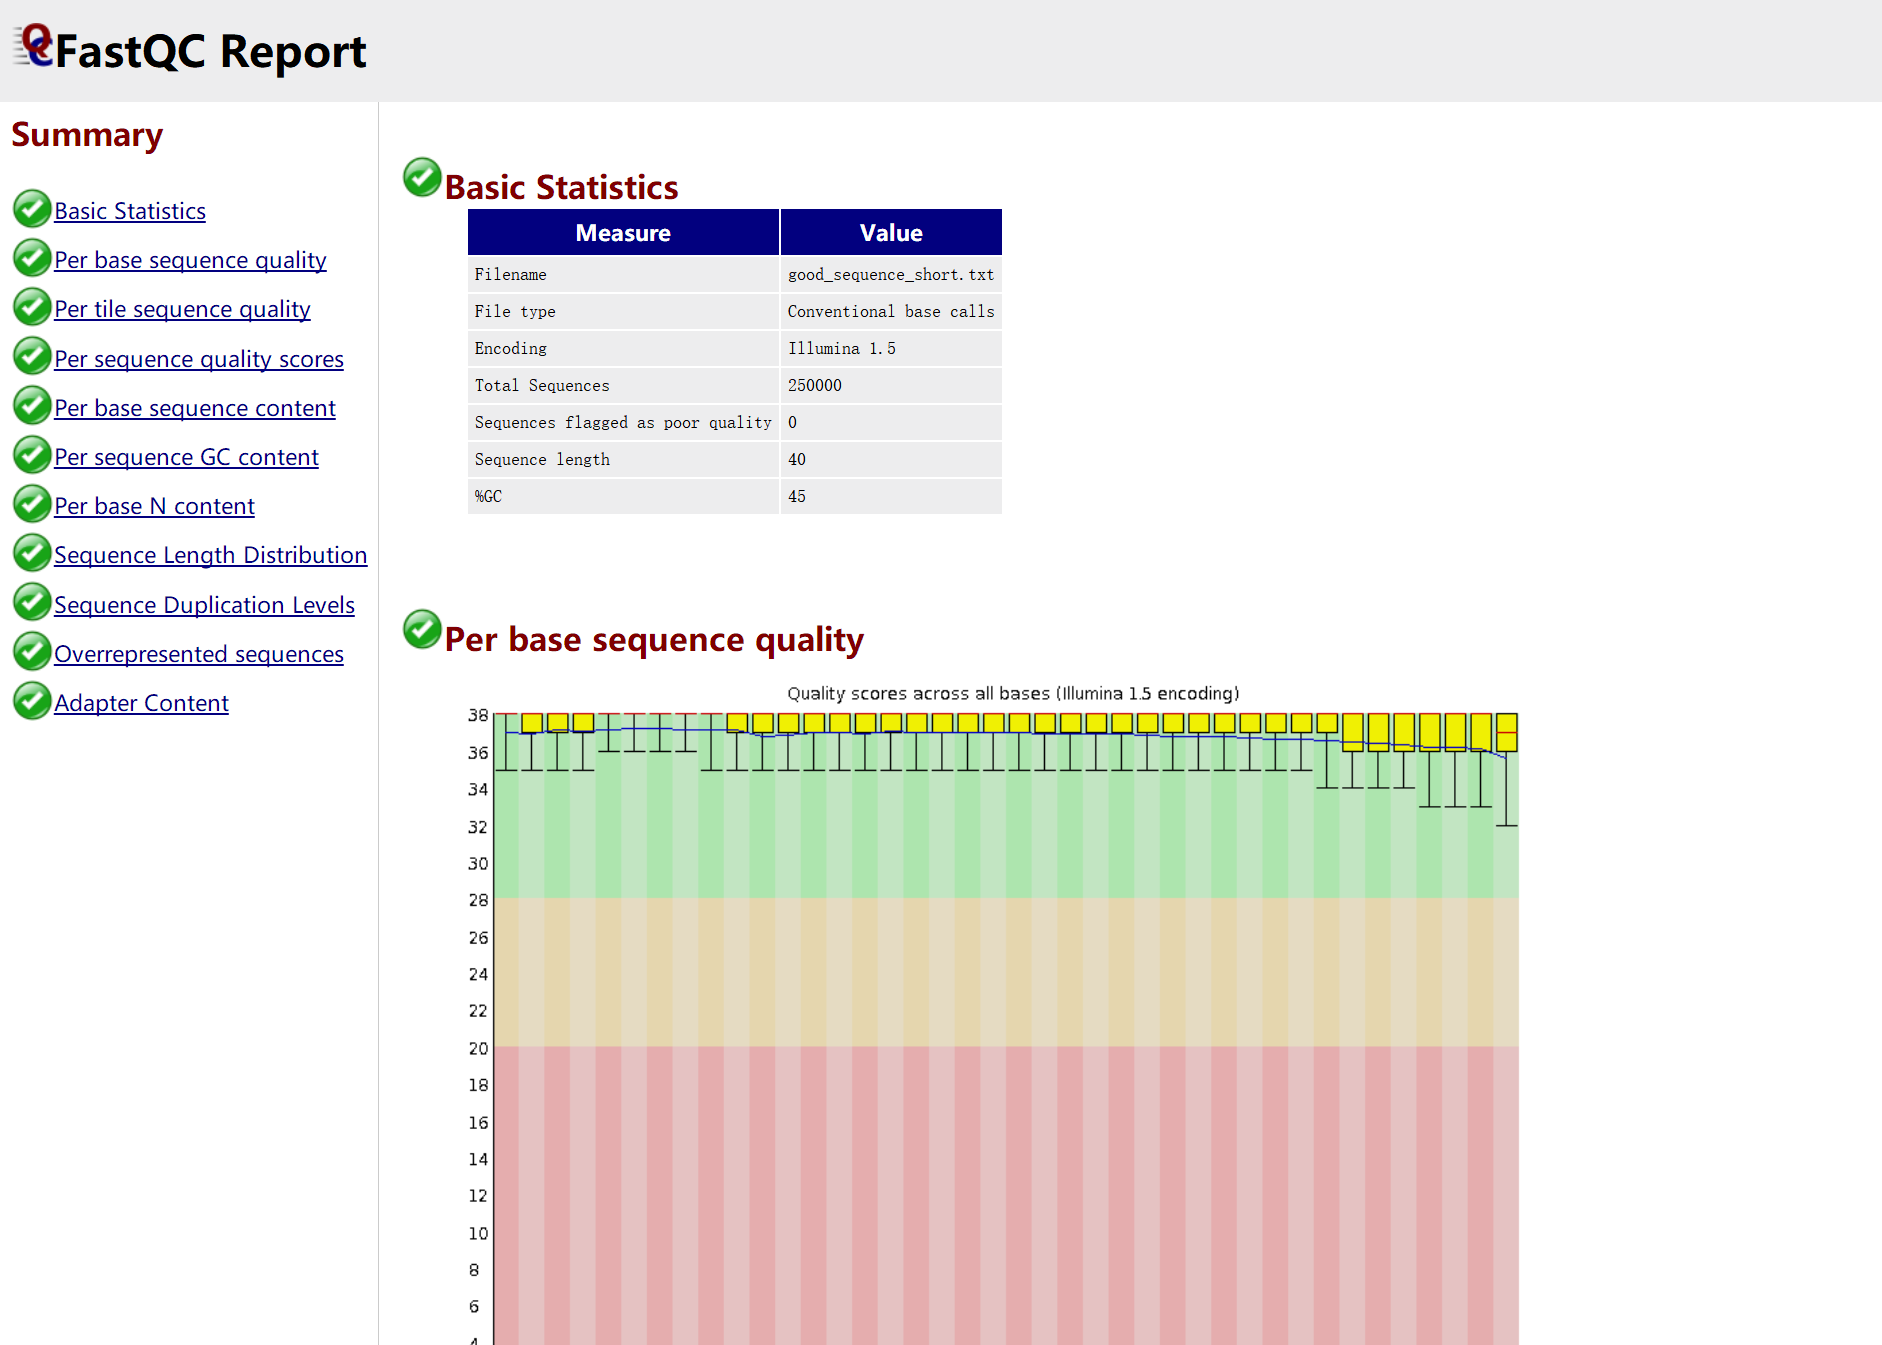 FastQC Report
Summary
Basic Statistics
Per base sequence quality
Per tile sequence quality
Per sequence quality scores
Per base sequence content
Per sequence GC content
Per base N content
Sequence Length Distribution
Sequence Duplication Levels
Overrepresented sequences
Adapter Content
Basic Statistics
Measure Value
Filename good_sequence_short.txt
File type Conventional base calls
Encoding Illumina 1.5
Total Sequences 250000
Sequences flagged as poor quality 0
Sequence length 40
%GC 45
Per base sequence quality
Quality scores across all bases (Illumina 1.5 encoding)
38
36
34
32
30
28
26
24
22
20
18
16
14
12
10
8
6
4